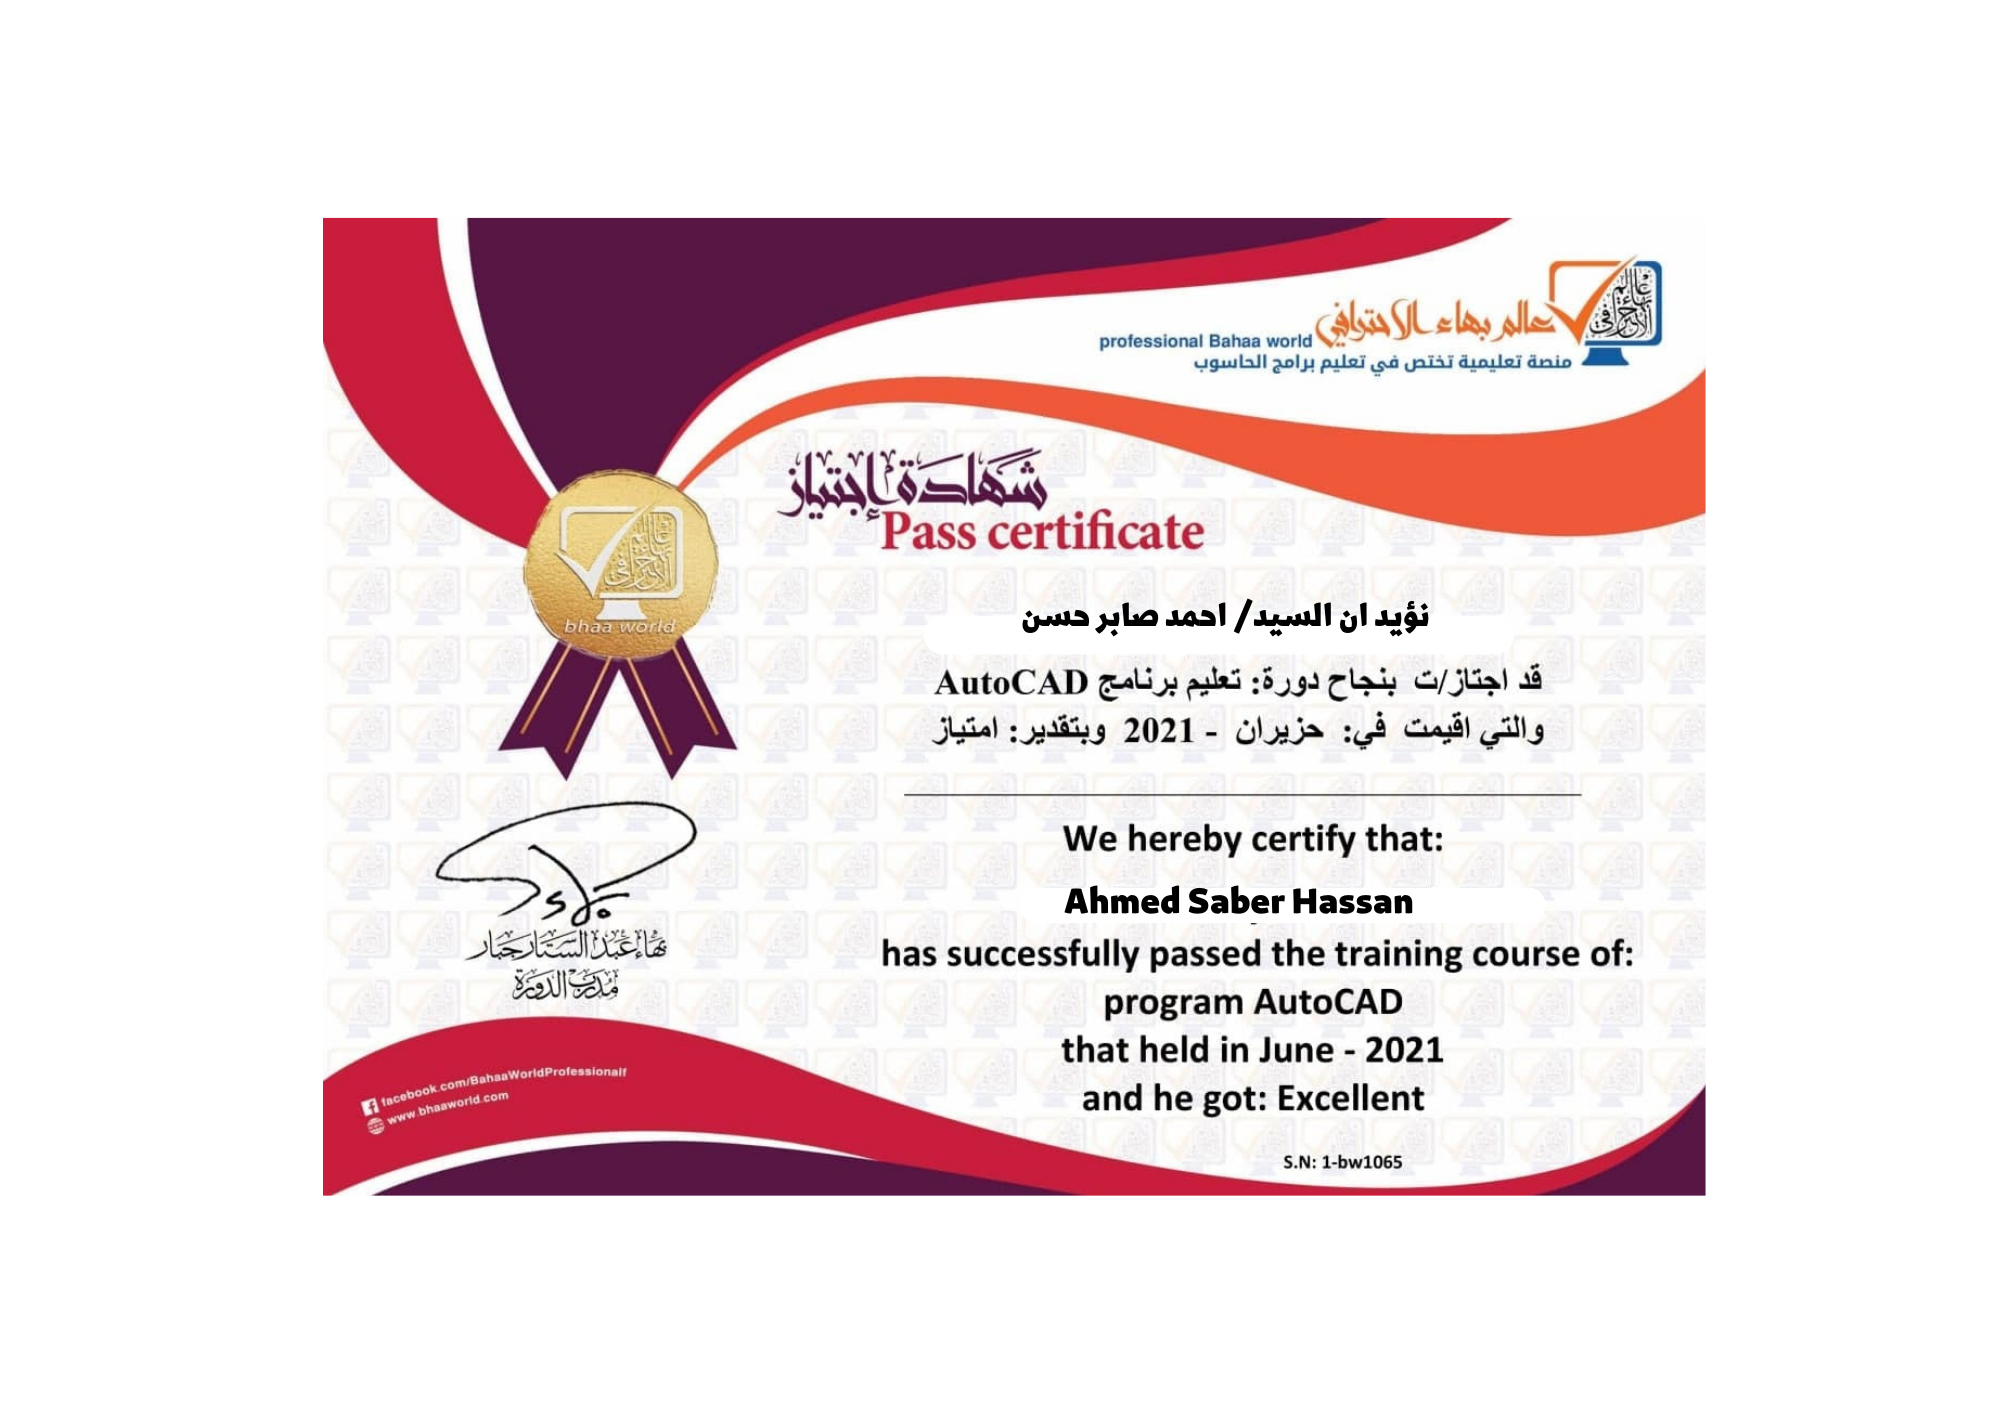 عالم بهاء الاحترافي
professional Bahaa world
منصة تعليمية تختص في تعليم برامج الحاسوب
شهادة إجتياز
Pass certificate
bhaa world
نؤيد ان السيد/ احمد صابر حسن
قد اجتاز/ت بنجاح دورة: تعليم برنامج AutoCAD
والتي اقيمت في: حزيران - 2021 وبتقدير: امتياز
We hereby certify that:
Ahmed Saber Hassan
has successfully passed the training course of:
program AutoCAD
that held in June - 2021
and he got: Excellent
بهاء عبد الستار جبار
مدرب الدورة
facebook.com/BahaaWorldProfessionalf
www.bhaaworld.com
S.N: 1-bw1065